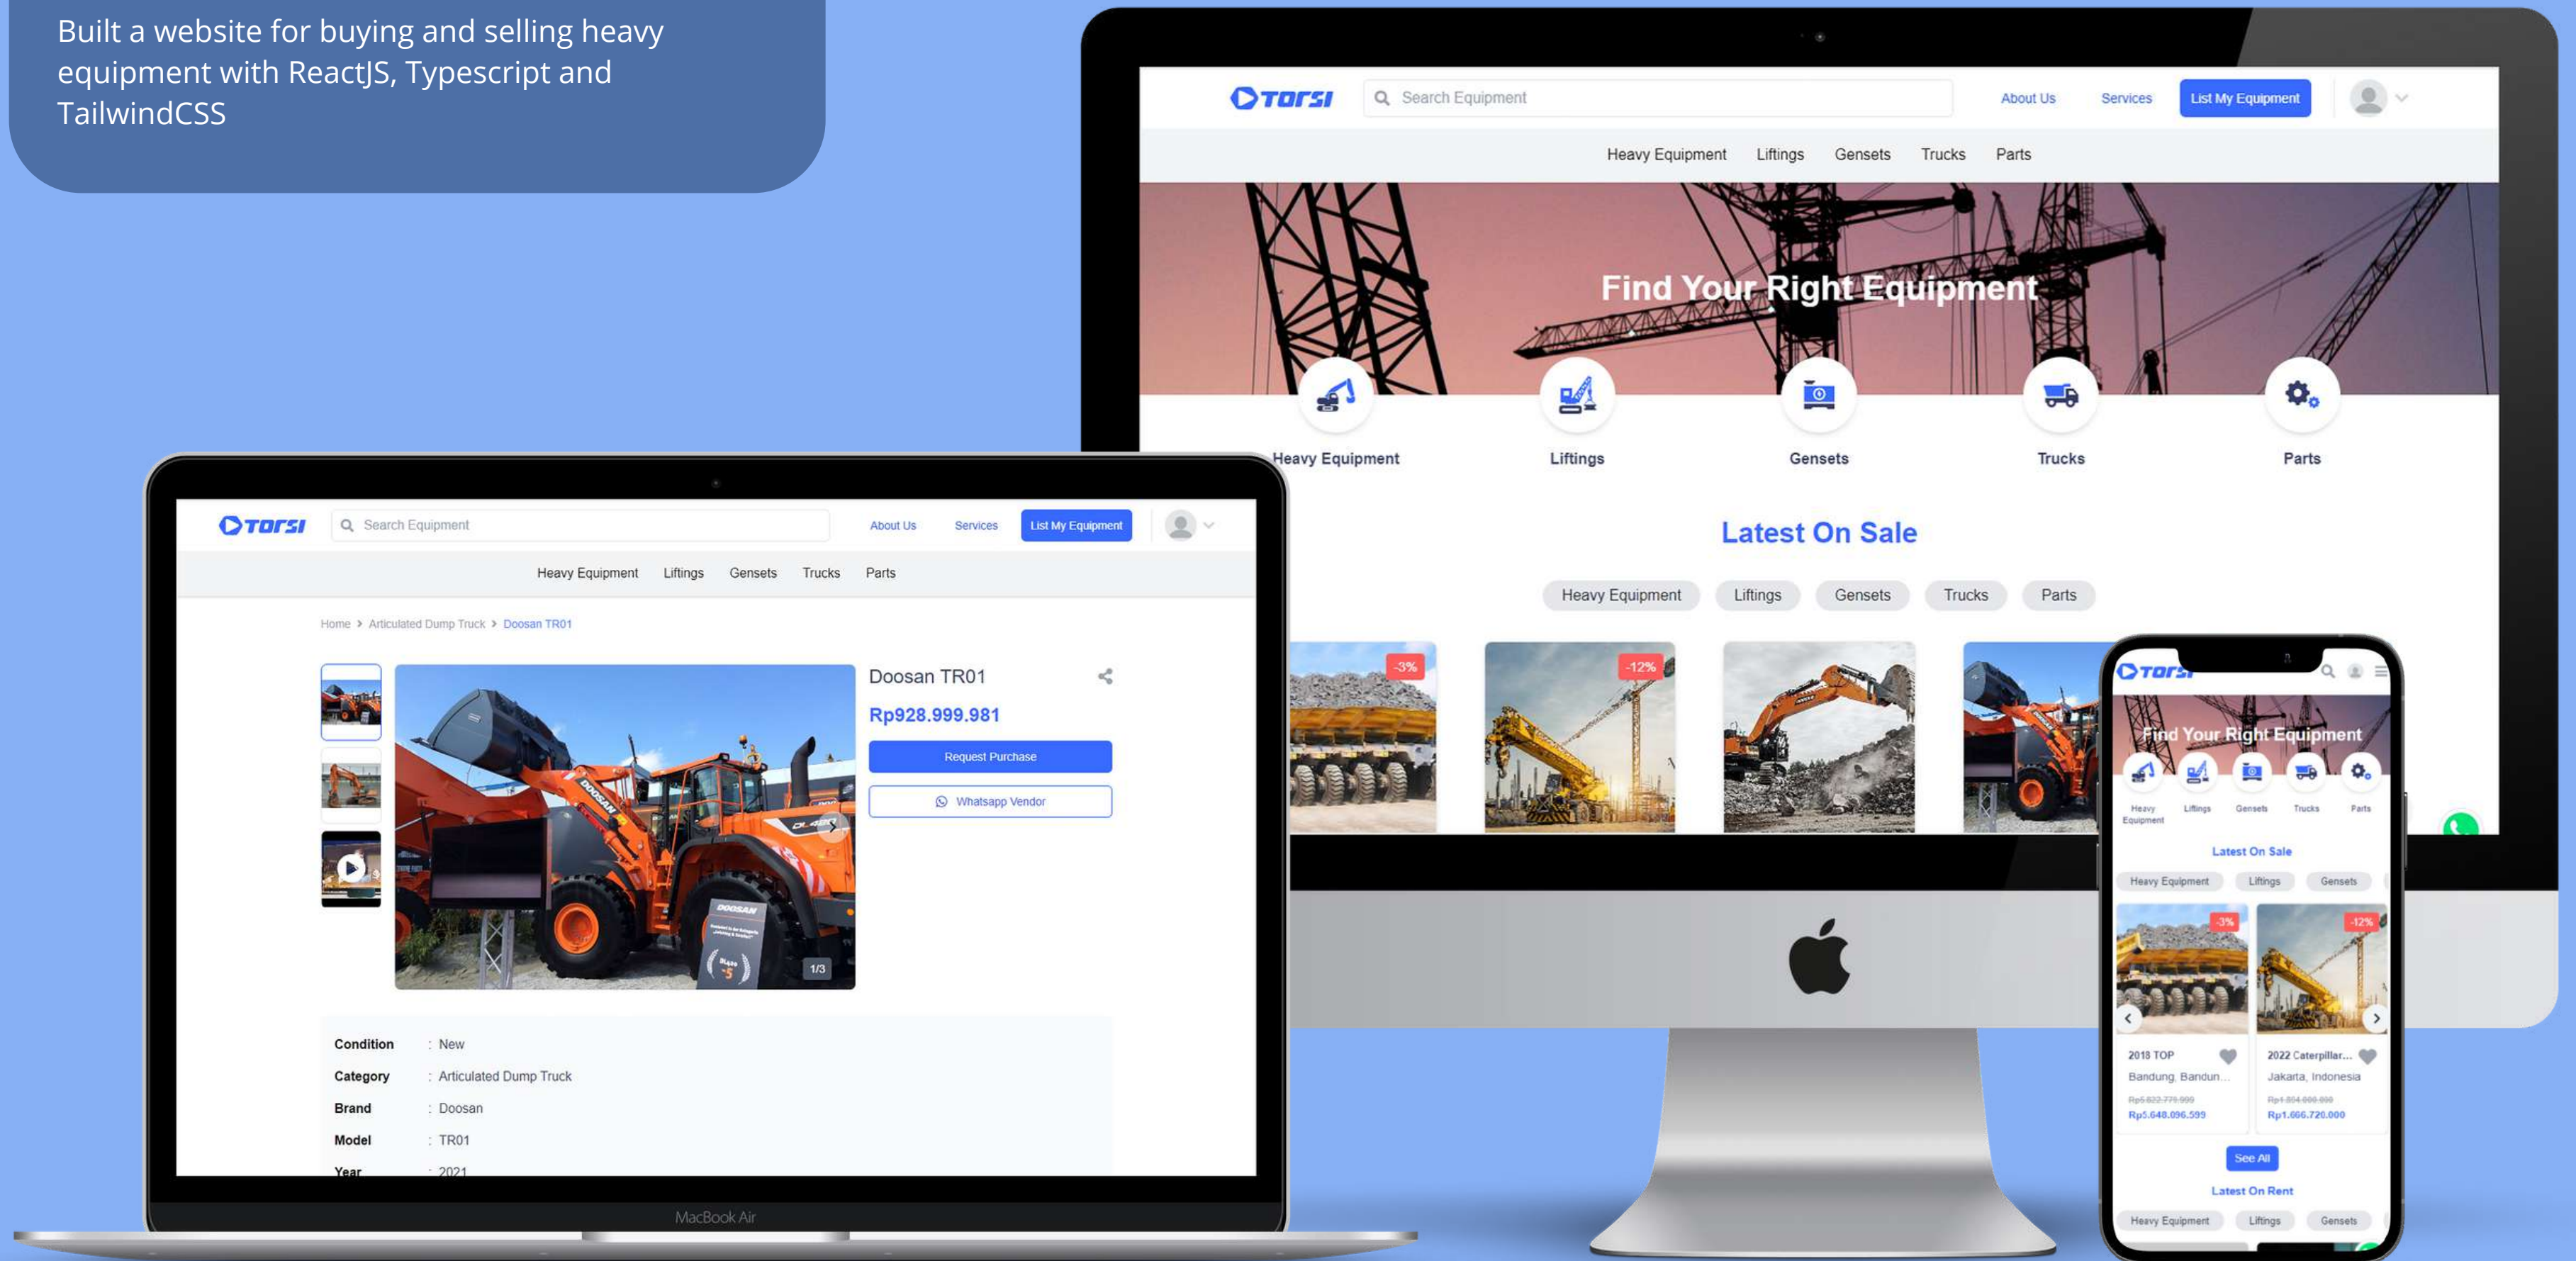 Built a website for buying and selling heavy
equipment with ReactJS, Typescript and
TailwindCSS
TORSI
Search Equipment
About Us
Services
List My Equipment
Heavy Equipment Liftings Gensets Trucks Parts
Find Your Right Equipment
Heavy Equipment
Liftings
Gensets
Trucks
Parts
Latest On Sale
Heavy Equipment
Liftings
Gensets
Trucks
Parts
-3%
-12%
TORSI
Search Equipment
About Us
Services
List My Equipment
Heavy Equipment Liftings Gensets Trucks Parts
Home > Articulated Dump Truck > Doosan TR01
DOOSAN
DOOSAN
-5
1/3
Doosan TR01
Rp928.999.981
Request Purchase
Whatsapp Vendor
Condition : New
Category : Articulated Dump Truck
Brand : Doosan
Model : TR01
Year : 2021
MacBook Air
TORSI
Find Your Right Equipment
Heavy
Equipment
Liftings
Gensets
Trucks
Parts
Latest On Sale
Heavy Equipment
Liftings
Gensets
-3%
-12%
2018 TOP
Bandung, Bandun...
Rp5.822.779.999
Rp5.648.096.599
2022 Caterpillar...
Jakarta, Indonesia
Rp1.666.720.000
See All
Latest On Rent
Heavy Equipment
Liftings
Gensets